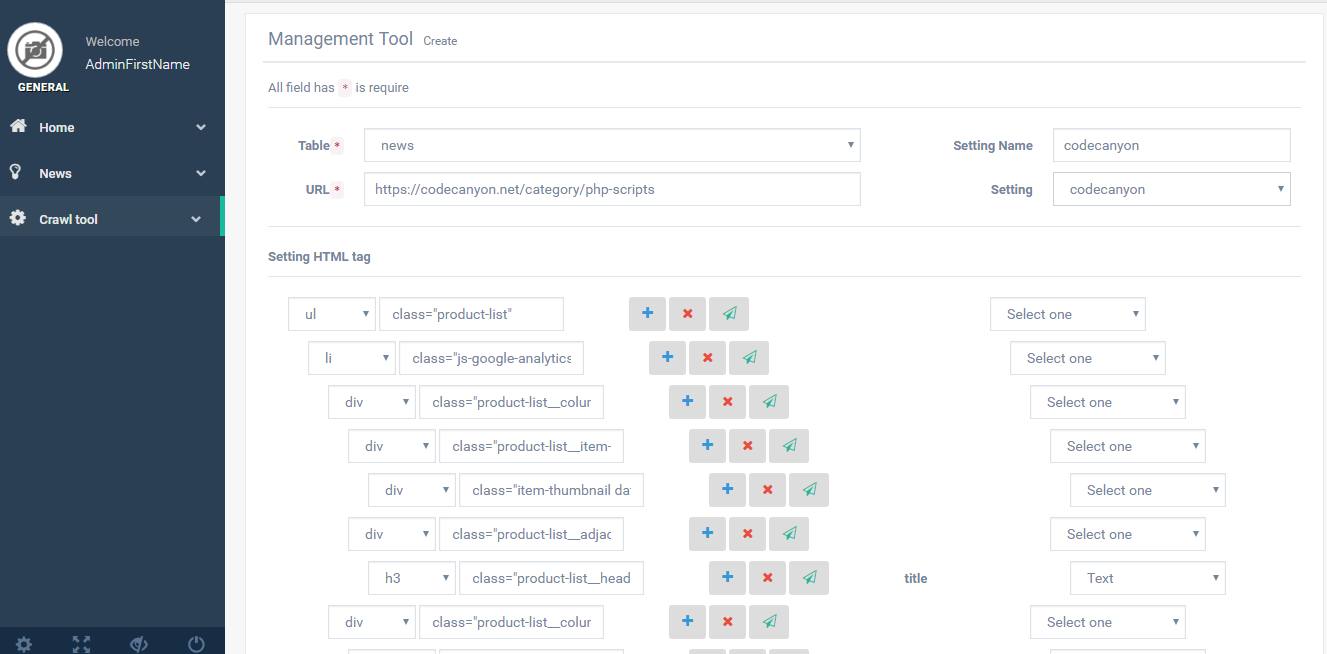 Welcome
AdminFirstName
GENERAL
Home
News
Crawl tool
Management Tool Create
All field has * is require
Table * news Setting Name codecanyon
URL * https://codecanyon.net/category/php-scripts Setting codecanyon
Setting HTML tag
ul class="product-list" Select one
li class="js-google-analytics Select one
div class="product-list__colur Select one
div class="product-list__item- Select one
div class="item-thumbnail da Select one
div class="product-list__adjac Select one
h3 class="product-list__head title Text
div class="product-list__colur Select one